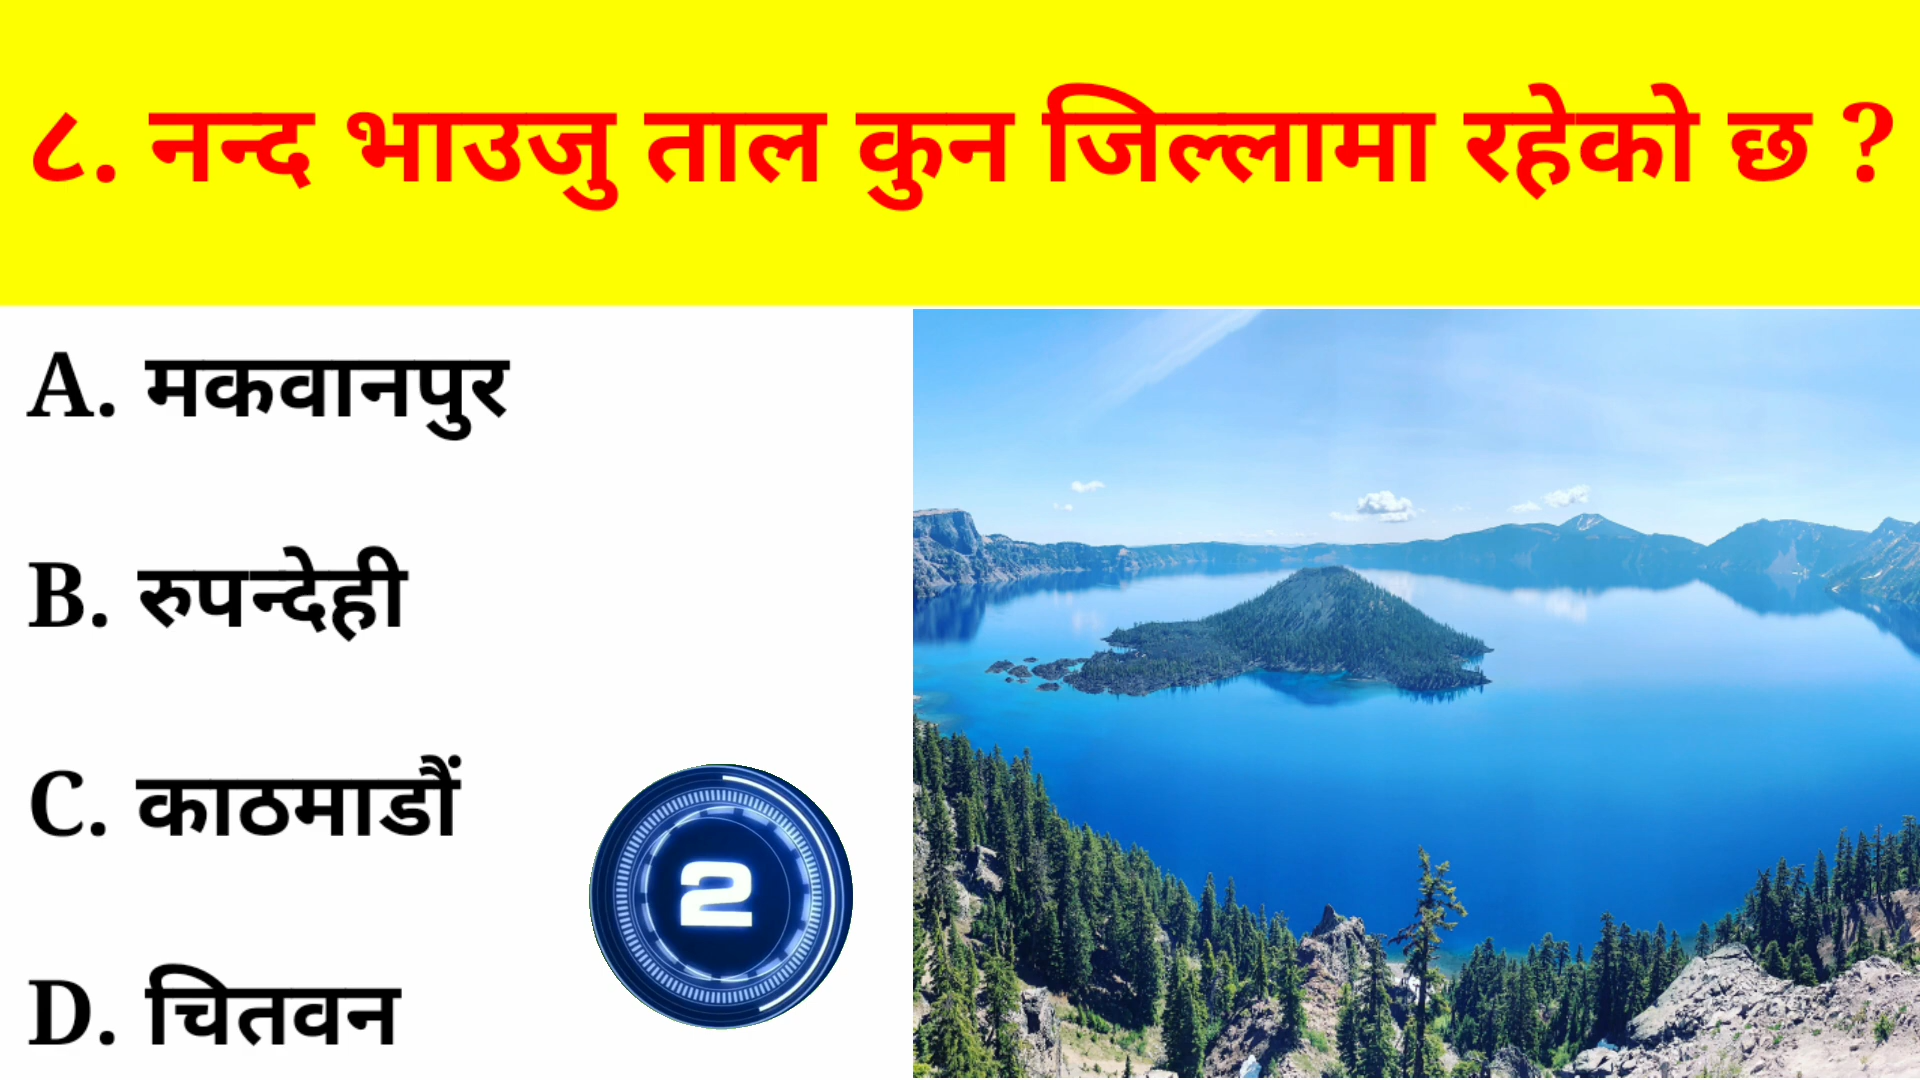 ८. नन्द भाउजु ताल कुन जिल्लामा रहेको छ ?
A. मकवानपुर
B. रुपन्देही
C. काठमाडौं
2
D. चितवन